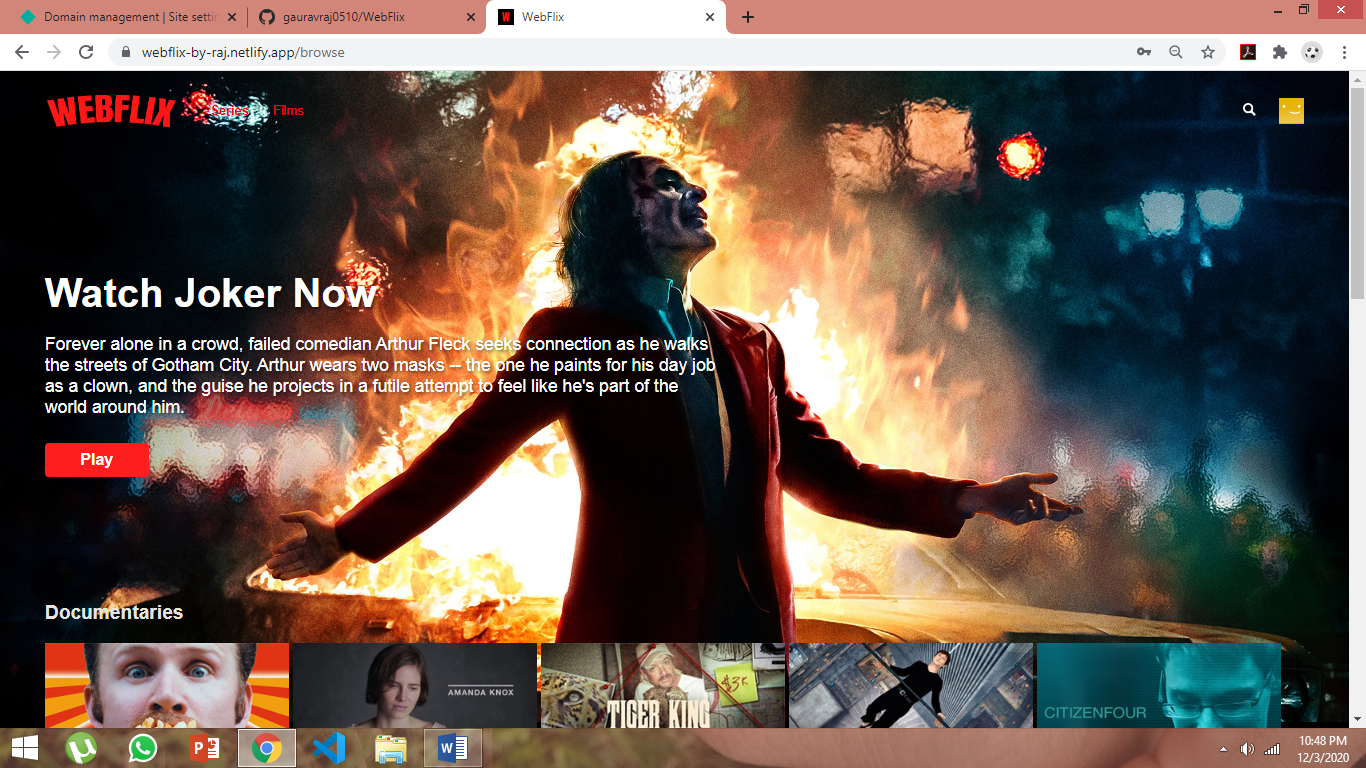 Domain management | Site settin
gauravraj0510/WebFlix
WebFlix
webflix-by-raj.netlify.app/browse
WEBFLIX
Series
Films
Watch Joker Now
Forever alone in a crowd, failed comedian Arthur Fleck seeks connection as he walks
the streets of Gotham City. Arthur wears two masks -- the one he paints for his day job
as a clown, and the guise he projects in a futile attempt to feel like he's part of the
world around him.
Play
Documentaries
AMANDA KNOX
$3K
TIGER KING
CITIZENFOUR
10:48 PM
12/3/2020